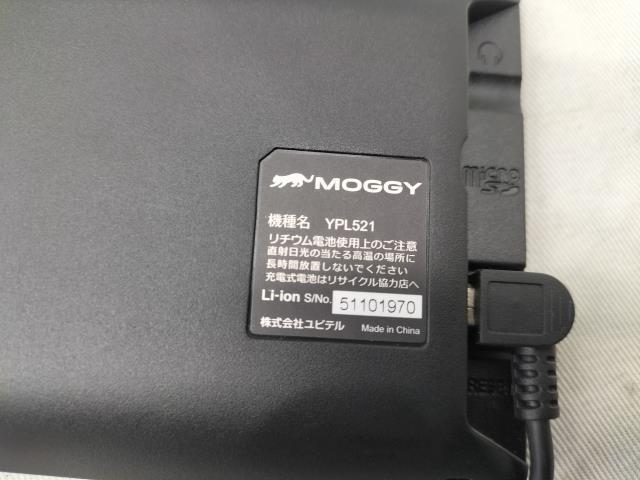 MOGGY
機種名 YPL521
リチウム電池使用上のご注意
直射日光の当たる高温の場所に
長時間放置しないでください
充電式電池はリサイクル協力店へ
Li-ion S/No. 51101970
株式会社ユピテル Made in China
micro
SD